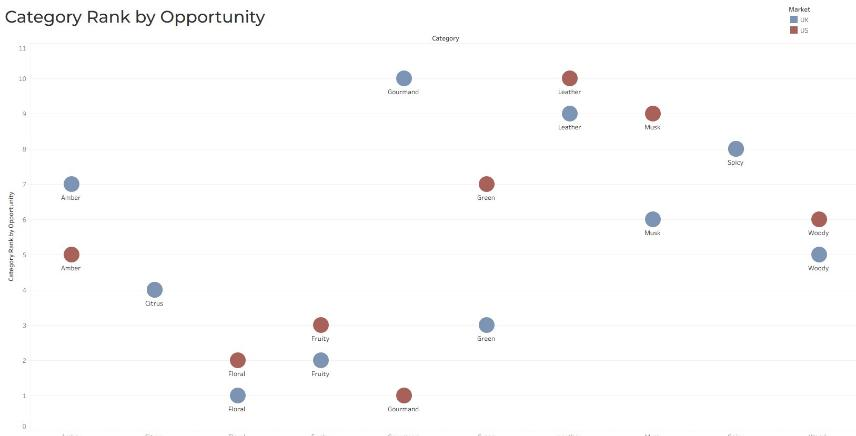 Category Rank by Opportunity
Market
UK
US
Category
Category Rank by Opportunity
11
10
Gourmand
Leather
9
Leather
Musk
8
Spicy
7
Amber
Green
6
Musk
Woody
5
Amber
Woody
4
Citrus
3
Fruity
Green
2
Floral
Fruity
1
Floral
Gourmand
0